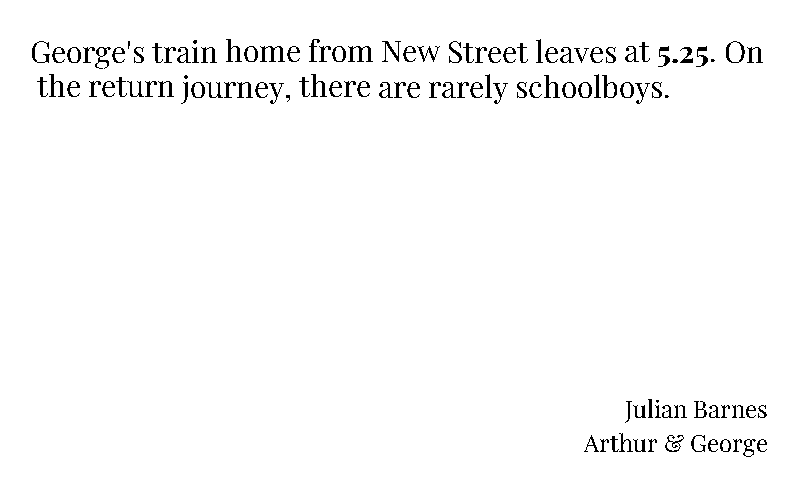 George's train home from New Street leaves at 5.25. On
the return journey, there are rarely schoolboys.
Julian Barnes
Arthur & George